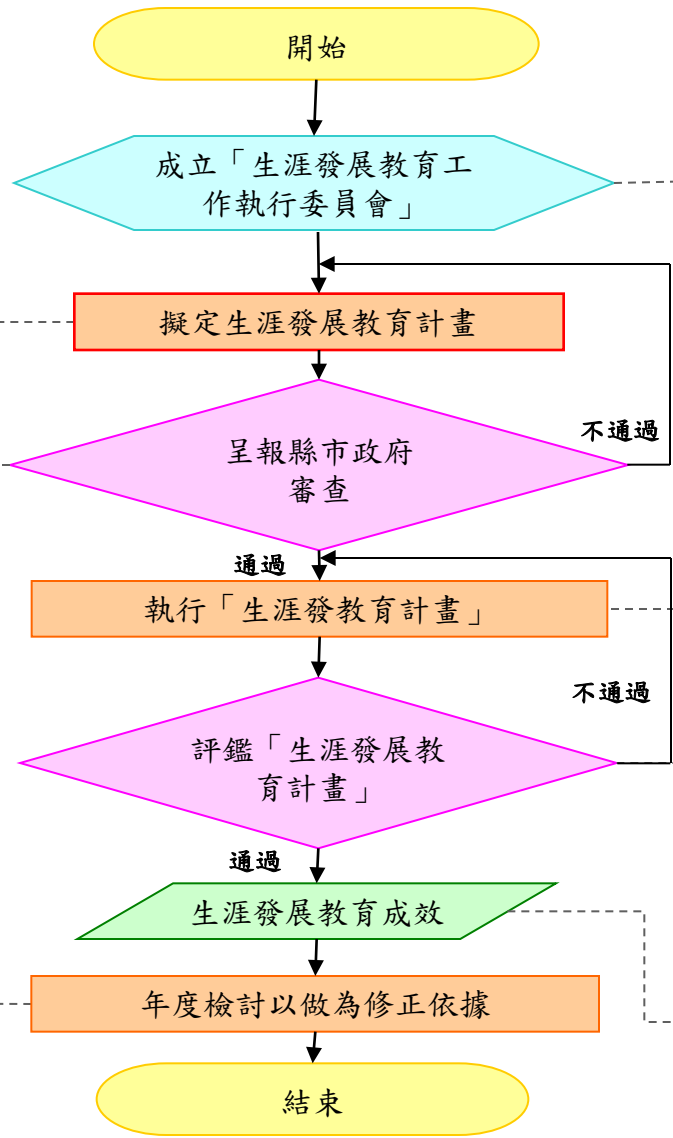 開始
成立「生涯發展教育工
作執行委員會」
擬定生涯發展教育計畫
不通過
呈報縣市政府
審查
通過
執行「生涯發教育計畫」
不通過
評鑑「生涯發展教
育計畫」
通過
生涯發展教育成效
年度檢討以做為修正依據
結束